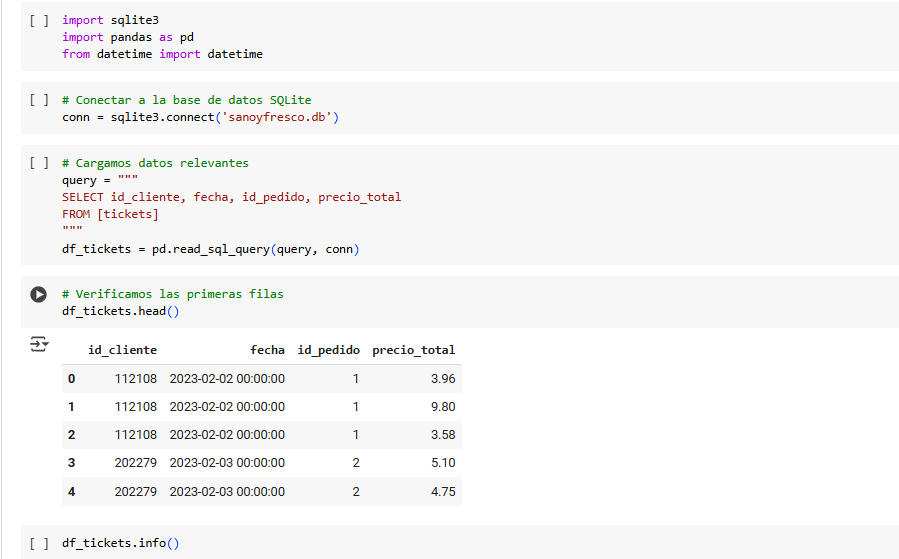 [ ] import sqlite3
import pandas as pd
from datetime import datetime
[ ] # Conectar a la base de datos SQLite
conn = sqlite3.connect('sanoyfresco.db')
[ ] # Cargamos datos relevantes
query = """
SELECT id_cliente, fecha, id_pedido, precio_total
FROM [tickets]
"""
df_tickets = pd.read_sql_query(query, conn)
# Verificamos las primeras filas
df_tickets.head()
id_cliente fecha id_pedido precio_total
0 112108 2023-02-02 00:00:00 1 3.96
1 112108 2023-02-02 00:00:00 1 9.80
2 112108 2023-02-02 00:00:00 1 3.58
3 202279 2023-02-03 00:00:00 2 5.10
4 202279 2023-02-03 00:00:00 2 4.75
[ ] df_tickets.info()